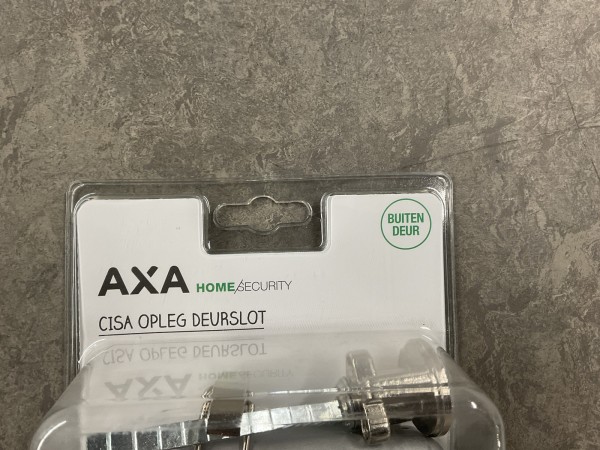 BUITEN
DEUR
AXA HOME/SECURITY
CISA OPLEG DEURSLOT